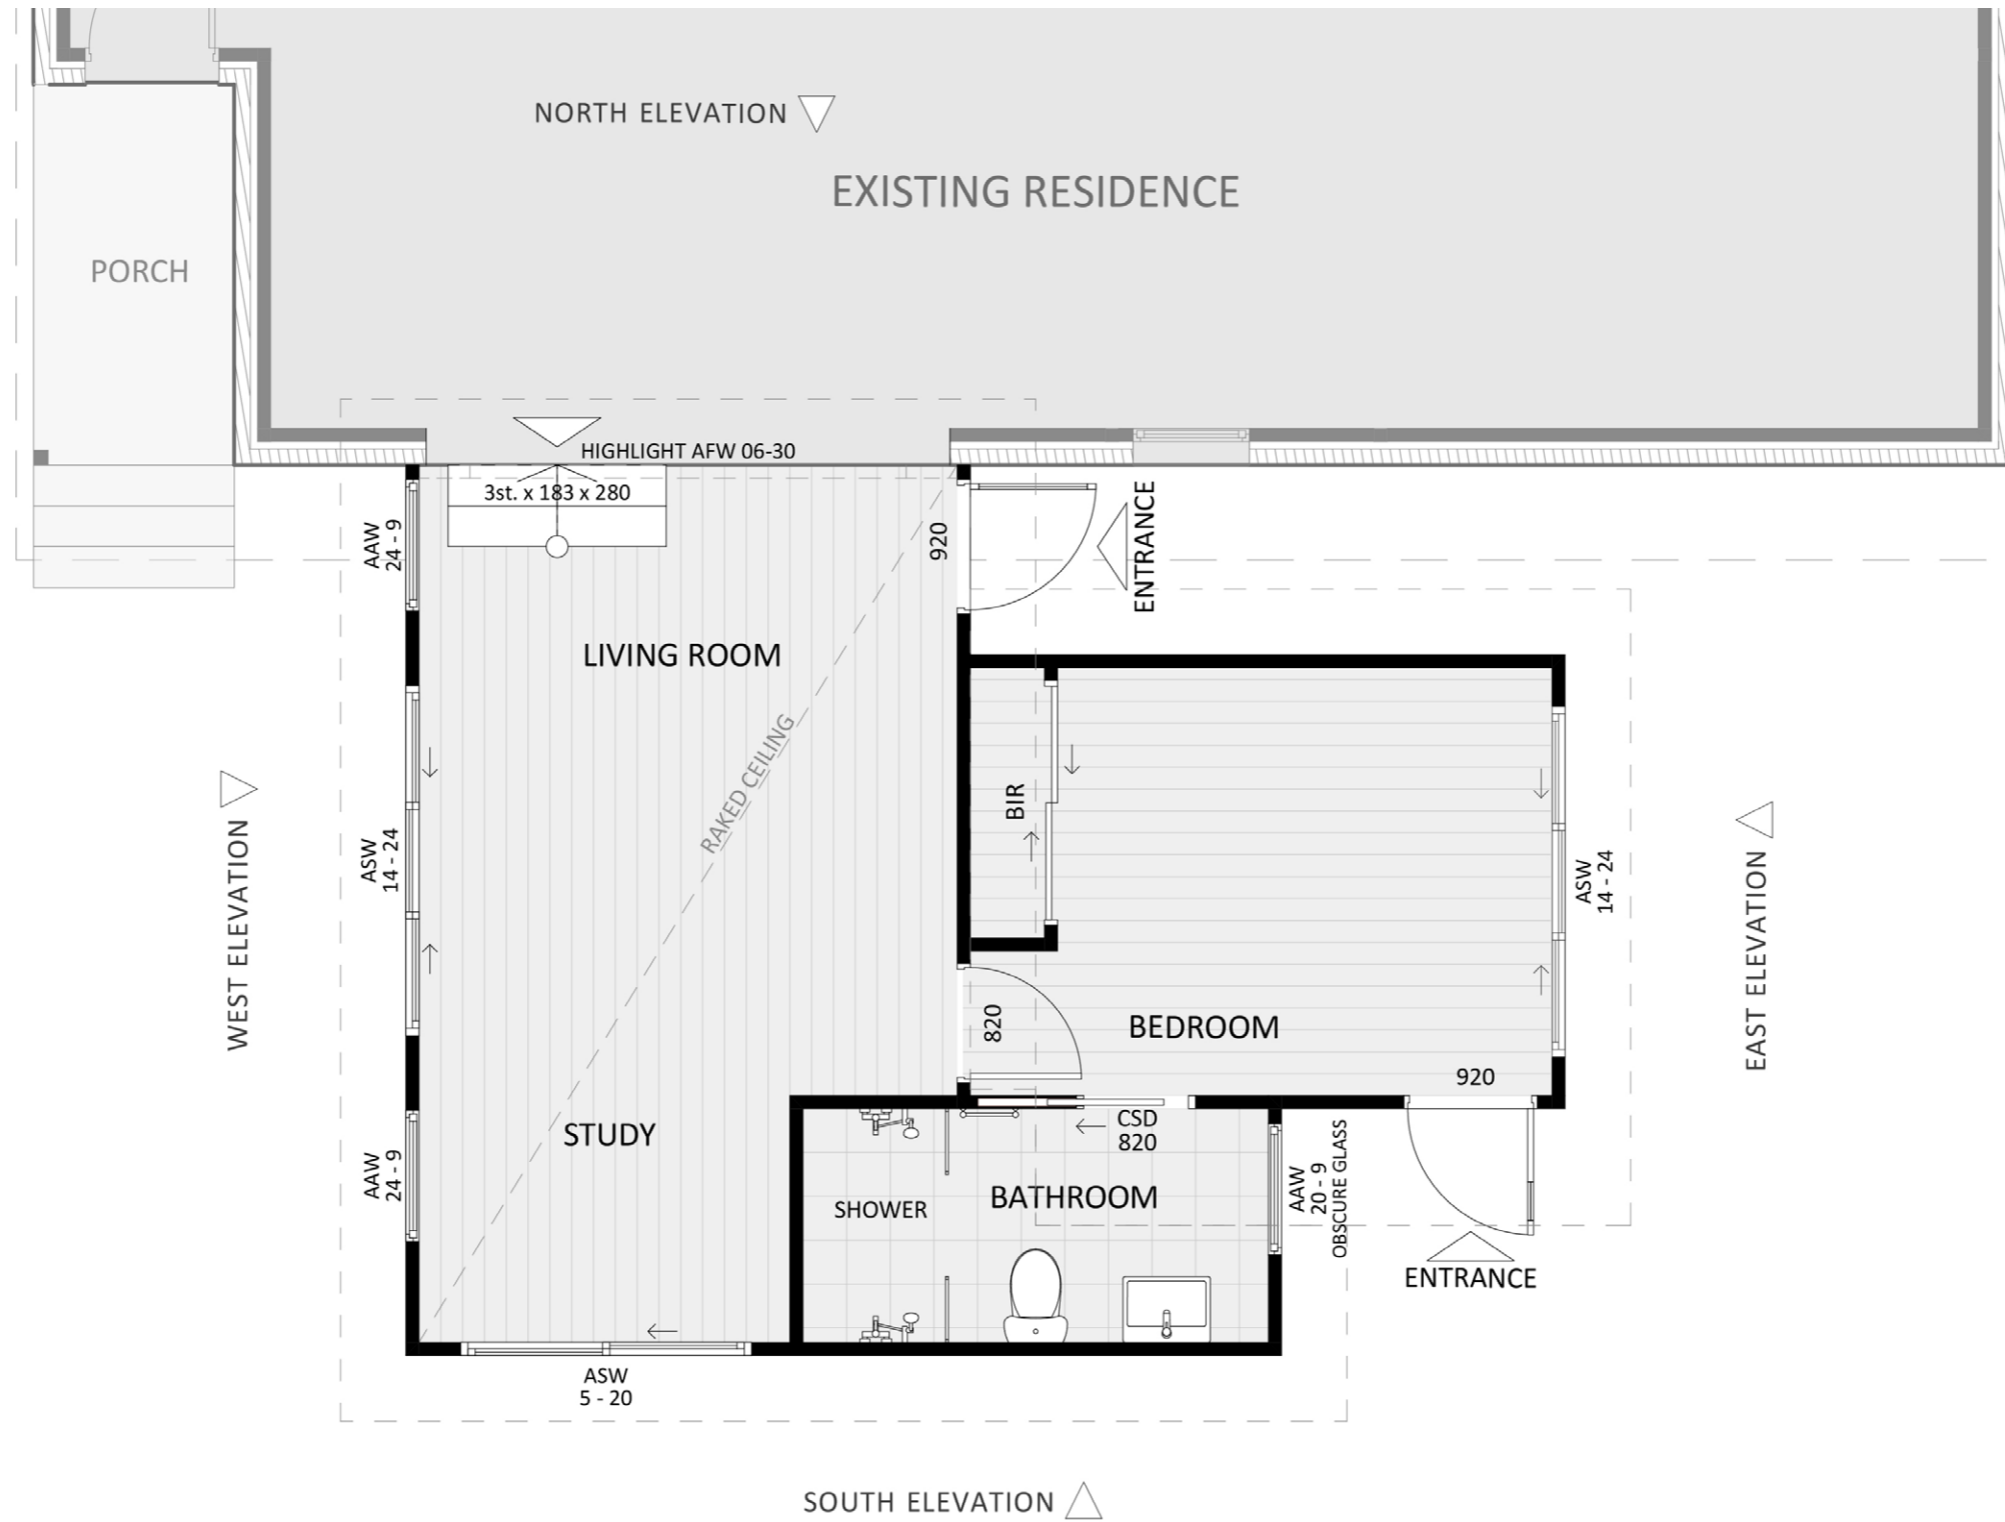 NORTH ELEVATION
EXISTING RESIDENCE
PORCH
HIGHLIGHT AFW 06-30
3st. x 183 x 280
AAW
24 - 9
920
ENTRANCE
LIVING ROOM
RAKED CEILING
BIR
WEST ELEVATION
ASW
14 - 24
ASW
14 - 24
EAST ELEVATION
820
BEDROOM
920
STUDY
CSD
820
AAW
24 - 9
SHOWER
BATHROOM
AAW
20 - 9
OBSCURE GLASS
ENTRANCE
ASW
5 - 20
SOUTH ELEVATION